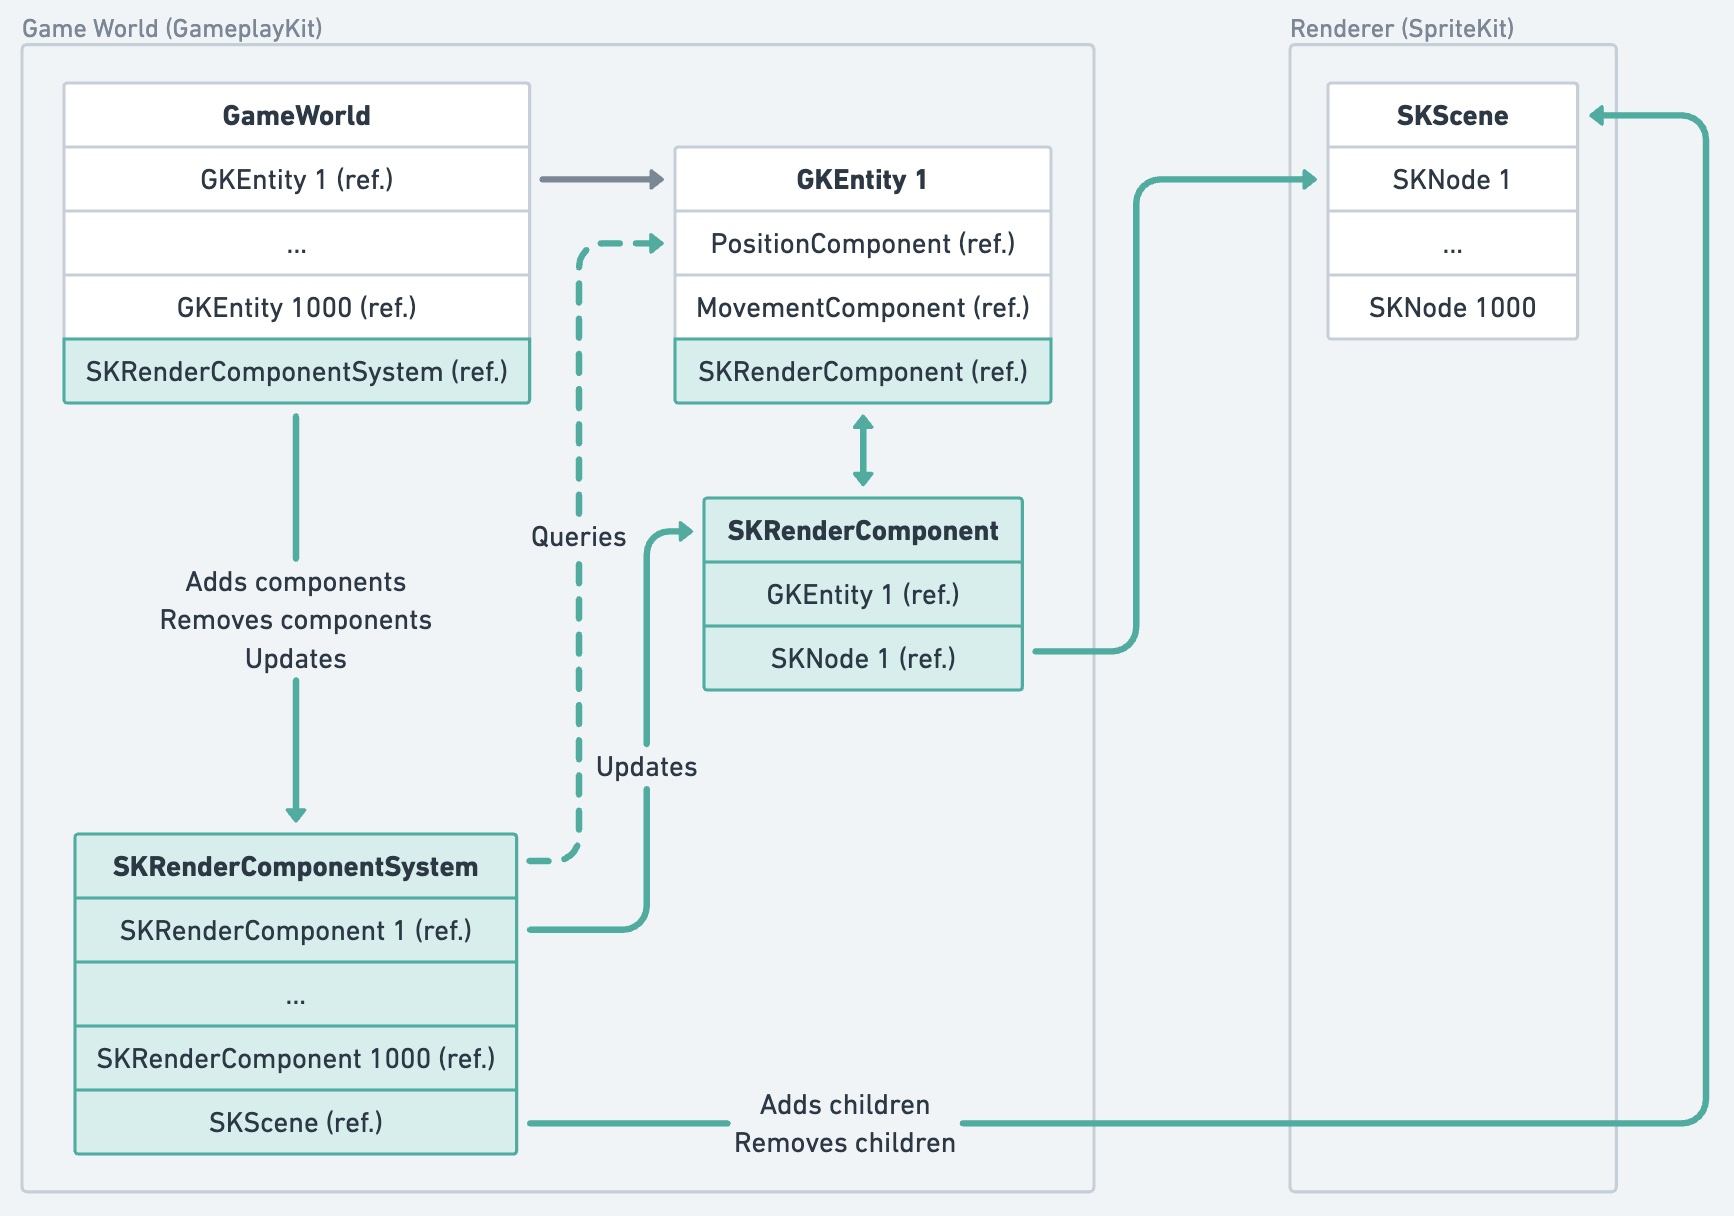 Game World (GameplayKit)
Renderer (SpriteKit)
GameWorld
GKEntity 1 (ref.)
...
GKEntity 1000 (ref.)
SKRenderComponentSystem (ref.)
GKEntity 1
PositionComponent (ref.)
MovementComponent (ref.)
SKRenderComponent (ref.)
SKScene
SKNode 1
...
SKNode 1000
Adds components
Removes components
Updates
Queries
SKRenderComponent
GKEntity 1 (ref.)
SKNode 1 (ref.)
Updates
SKRenderComponentSystem
SKRenderComponent 1 (ref.)
...
SKRenderComponent 1000 (ref.)
SKScene (ref.)
Adds children
Removes children